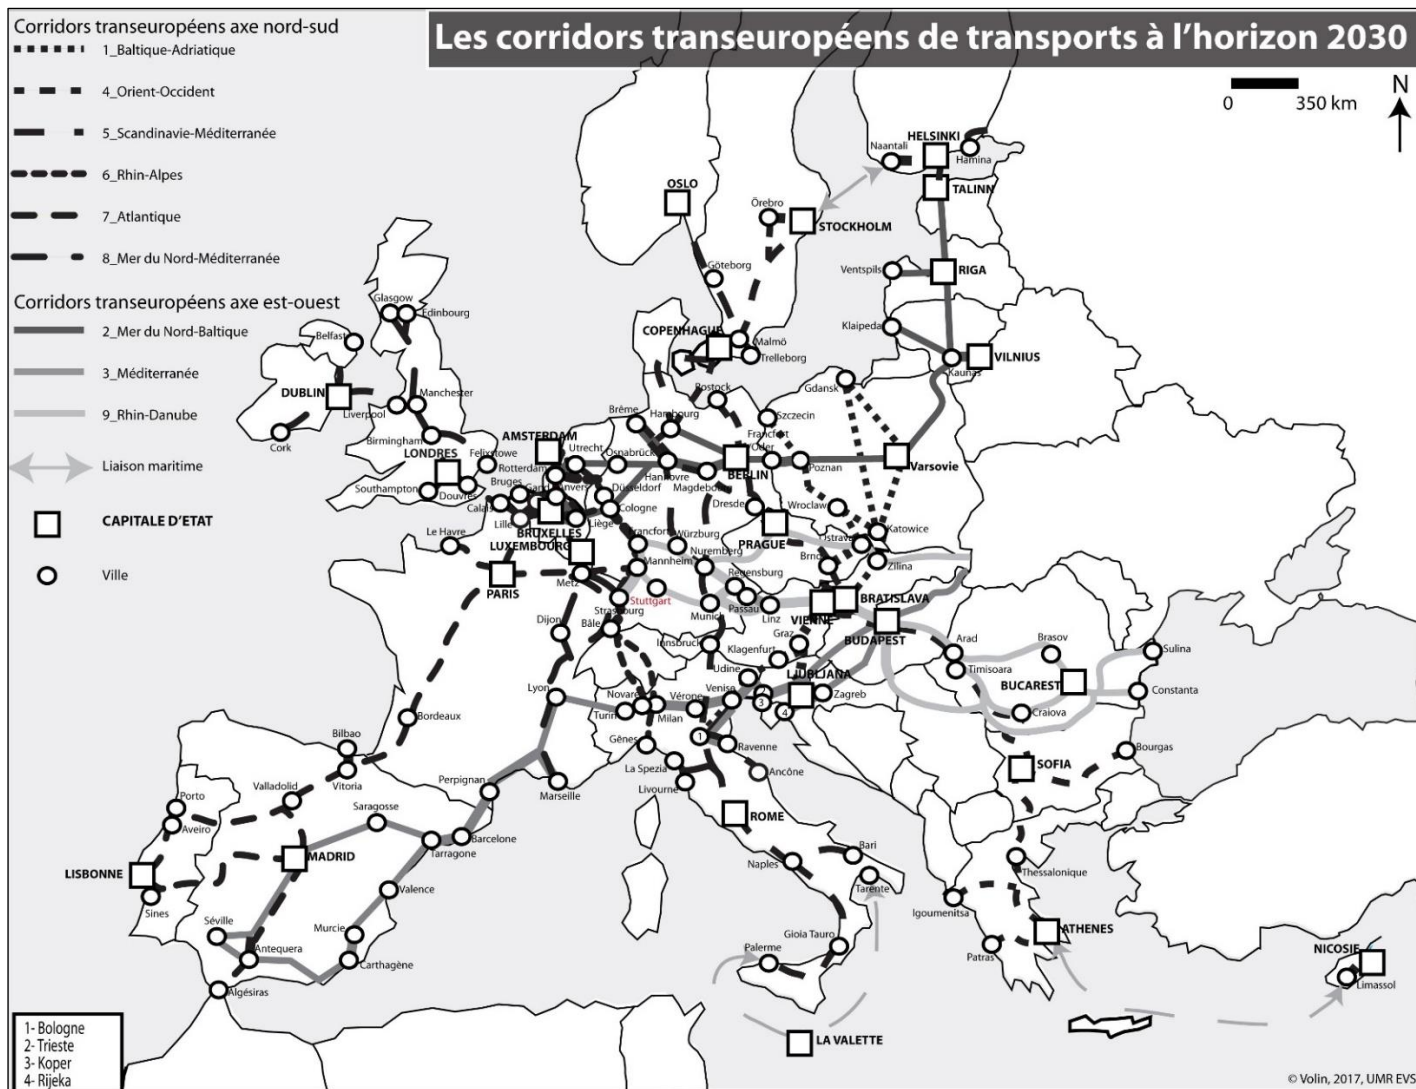 Les corridors transeuropéens de transports à l'horizon 2030
Corridors transeuropéens axe nord-sud
1_Baltique-Adriatique
4_Orient-Occident
5_Scandinavie-Méditerranée
6_Rhin-Alpes
7_Atlantique
8_Mer du Nord-Méditerranée
Corridors transeuropéens axe est-ouest
2_Mer du Nord-Baltique
3_Méditerranée
9_Rhin-Danube
Liaison maritime
CAPITALE D'ETAT
Ville
0 350 km
N
HELSINKI
Naantali
Hamina
TALINN
OSLO
Örebro
STOCKHOLM
Göteborg
Ventspils
RIGA
Klaipeda
VILNIUS
Kaunas
Glasgow
Edinbourg
Belfast
DUBLIN
Cork
Liverpool
Manchester
Birmingham
LONDRES
Felixstowe
Southampton
Douvres
COPENHAGUE
Malmö
Trelleborg
Rostock
Gdansk
Szczecin
Brême
Hambourg
Francfort
/Oder
AMSTERDAM
Utrecht
Osnabrück
Rotterdam
Hannovre
Magdebourg
BERLIN
Poznan
Varsovie
Bruges
Gand
Anvers
Düsseldorf
Calais
Lille
Liège
Cologne
BRUXELLES
LUXEMBOURG
Dresde
Wroclaw
Katowice
Ostrava
PRAGUE
Francfort
Würzburg
Mannheim
Nuremberg
Brno
Zilina
Le Havre
PARIS
Metz
Strasburg
Stuttgart
Regensburg
Passau
Munich
Linz
VIENNE
BRATISLAVA
BUDAPEST
Dijon
Bâle
Innsbruck
Graz
Klagenfurt
Udine
LJUBLJANA
Zagreb
Arad
Timisoara
Brasov
Sulina
BUCAREST
Constanta
Craiova
Lyon
Novare
Turin
Milan
Vérone
Venise
2
3
4
1
Gênes
La Spezia
Livourne
Ravenne
Ancône
Bordeaux
Bilbao
Vitoria
Valladolid
Perpignan
Marseille
Saragosse
Barcelone
Tarragone
Porto
Aveiro
MADRID
LISBONNE
Sines
Valence
Séville
Murcie
Antequera
Carthagène
Algésiras
ROME
Naples
Bari
Tarente
Gioia Tauro
Palerme
LA VALETTE
SOFIA
Bourgas
Thessalonique
Igoumenitsa
ATHENES
Patras
NICOSIE
Limassol
1- Bologne
2- Trieste
3- Koper
4- Rijeka
© Volin, 2017, UMR EVS